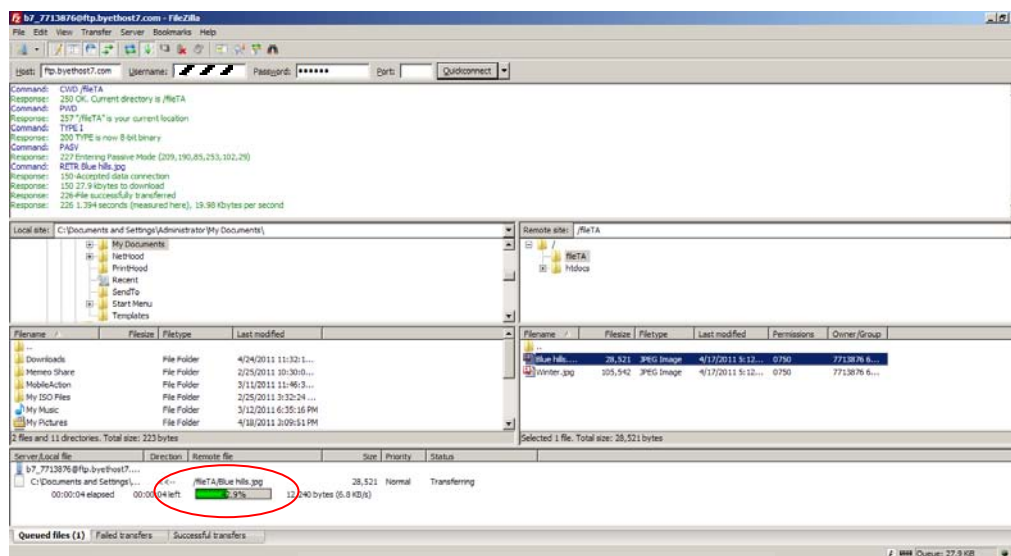 b7_7713876@ftp.byethost7.com - FileZilla
File Edit View Transfer Server Bookmarks Help
Host: ftp.byethost7.com Username: Password: •••••• Port: Quickconnect
Command: CWD /fileTA
Response: 250 OK. Current directory is /fileTA
Command: PWD
Response: 257 "/fileTA" is your current location
Command: TYPE I
Response: 200 TYPE is now 8-bit binary
Command: PASV
Response: 227 Entering Passive Mode (209,190,85,253,102,29)
Command: RETR Blue hills.jpg
Response: 150-Accepted data connection
Response: 150 27.9 kbytes to download
Response: 226-File successfully transferred
Response: 226 1.394 seconds (measured here), 19.98 Kbytes per second
Local site: C:\Documents and Settings\Administrator\My Documents\
My Documents
NetHood
PrintHood
Recent
SendTo
Start Menu
Templates
Remote site: /fileTA
/
fileTA
htdocs
Filename Filesize Filetype Last modified
..
Downloads File Folder 4/24/2011 11:32:1...
Memeo Share File Folder 2/25/2011 10:30:0...
MobileAction File Folder 3/11/2011 11:46:3...
My ISO Files File Folder 2/25/2011 3:32:24 ...
My Music File Folder 3/12/2011 6:35:16 PM
My Pictures File Folder 4/18/2011 3:09:51 PM
2 files and 11 directories. Total size: 223 bytes
Filename Filesize Filetype Last modified Permissions Owner/Group
..
Blue hills.... 28,521 JPEG Image 4/17/2011 5:12... 0750 7713876 6...
Winter.jpg 105,542 JPEG Image 4/17/2011 5:12... 0750 7713876 6...
Selected 1 file. Total size: 28,521 bytes
Server/Local file Direction Remote file Size Priority Status
b7_7713876@ftp.byethost7....
C:\Documents and Settings\... <<-- /fileTA/Blue hills.jpg 28,521 Normal Transferring
00:00:04 elapsed 00:00:04 left 12,240 bytes (6.8 KB/s)
Queued files (1) Failed transfers Successful transfers
Queue: 27.9 KB